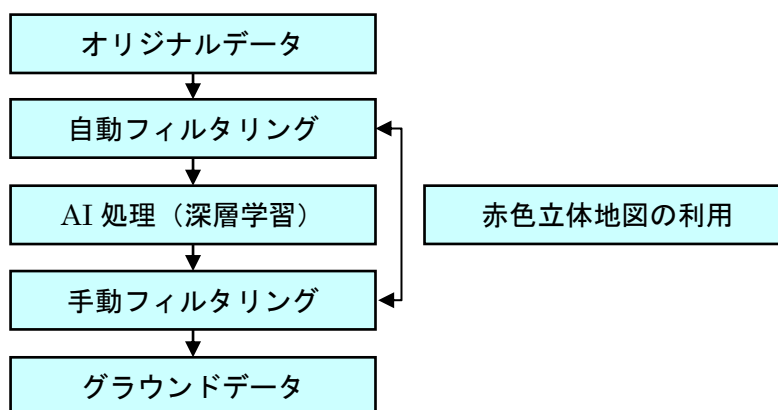 オリジナルデータ
自動フィルタリング
AI 処理（深層学習）
赤色立体地図の利用
手動フィルタリング
グラウンドデータ